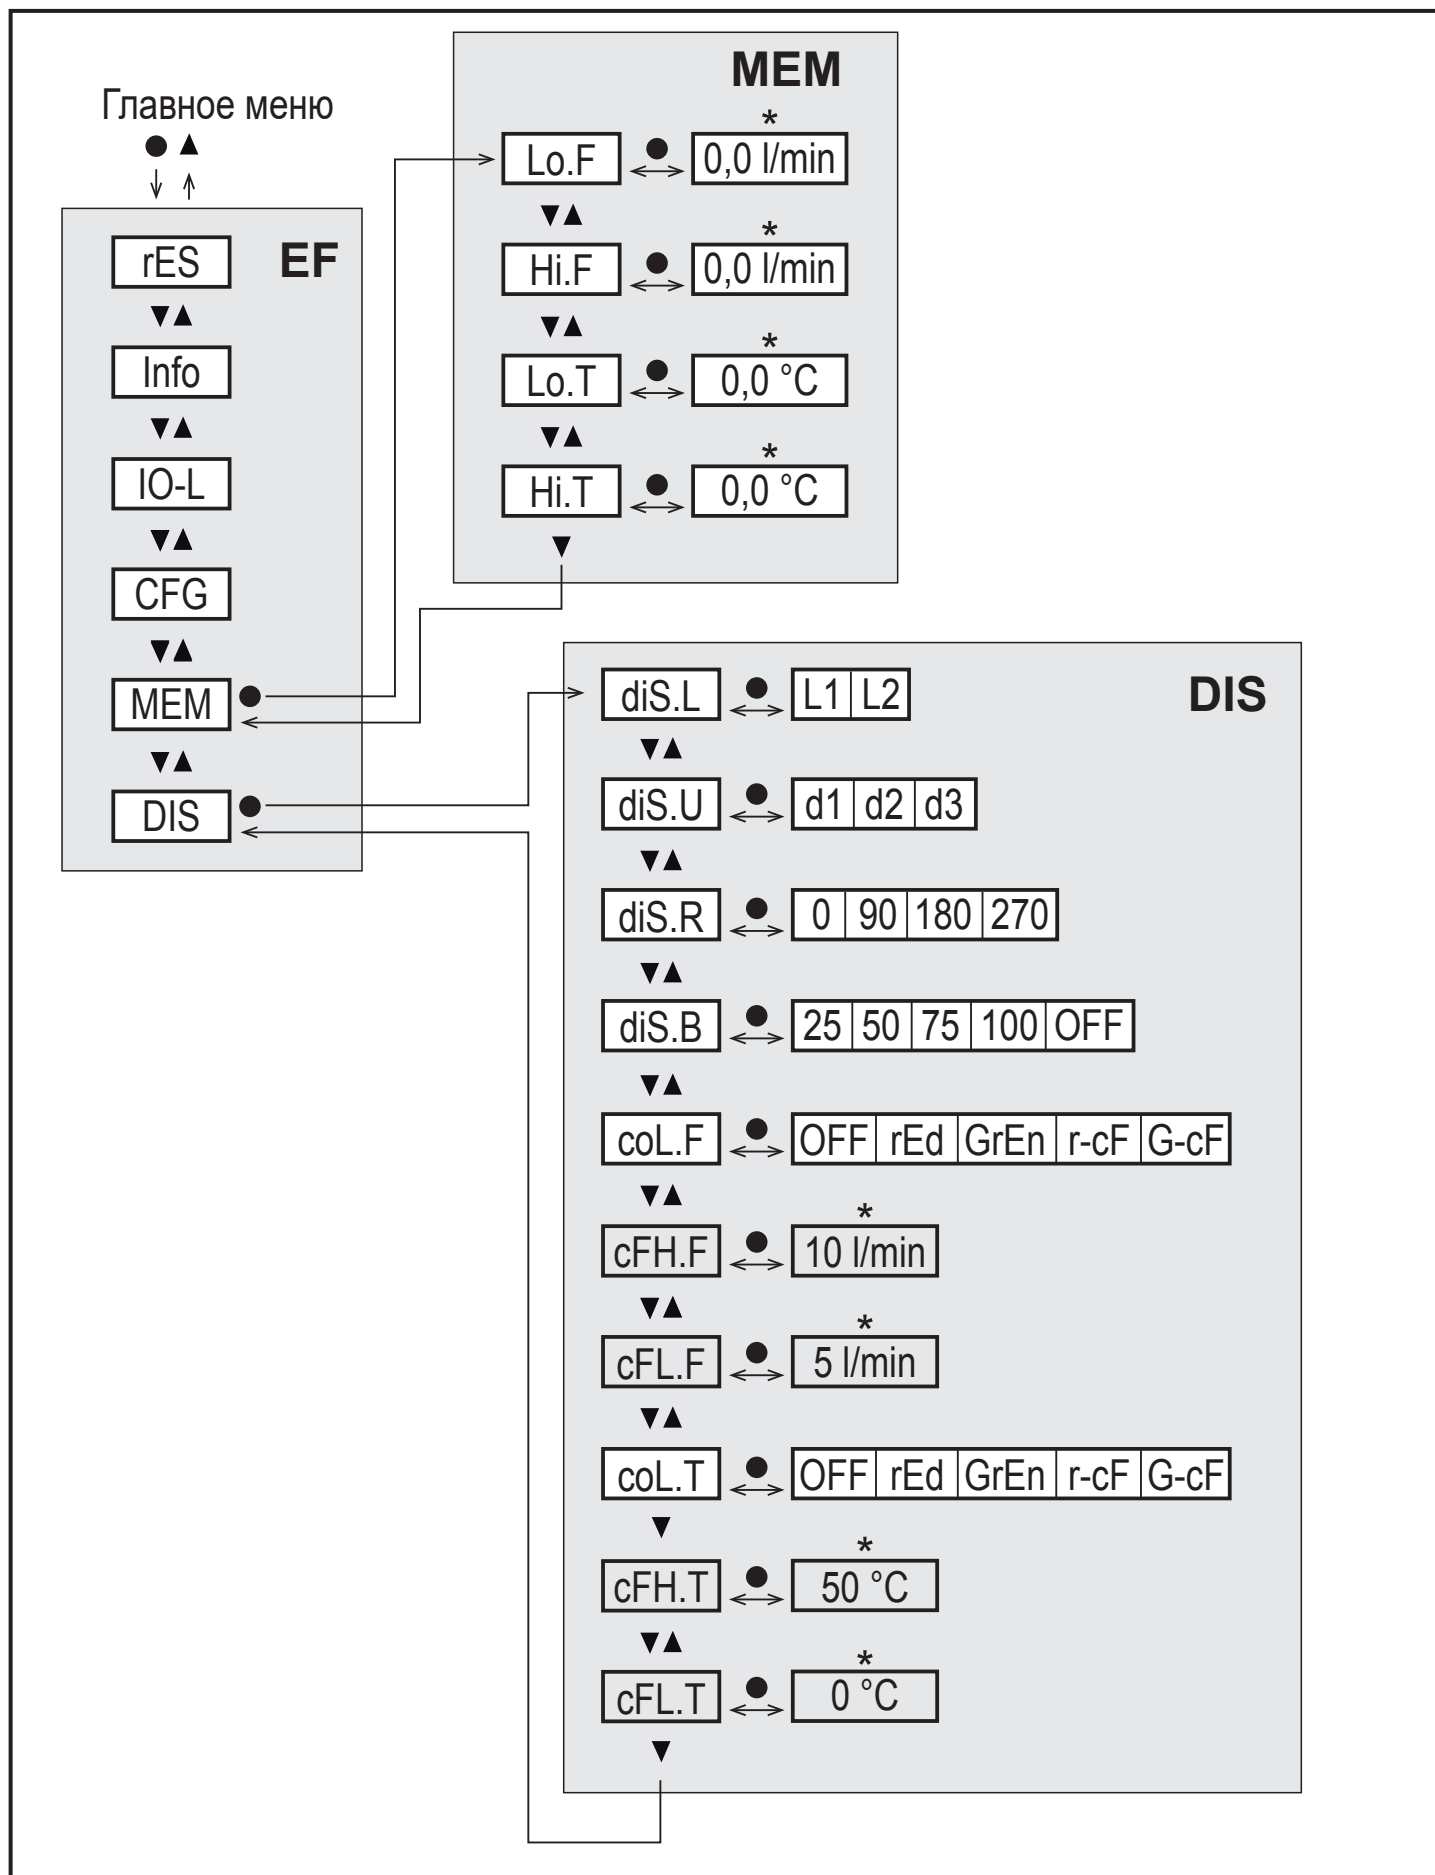 Главное меню
EF
rES
Info
IO-L
CFG
MEM
DIS
MEM
*
Lo.F 0,0 l/min
*
Hi.F 0,0 l/min
*
Lo.T 0,0 °C
*
Hi.T 0,0 °C
DIS
diS.L L1 L2
diS.U d1 d2 d3
diS.R 0 90 180 270
diS.B 25 50 75 100 OFF
coL.F OFF rEd GrEn r-cF G-cF
*
cFH.F 10 l/min
*
cFL.F 5 l/min
coL.T OFF rEd GrEn r-cF G-cF
*
cFH.T 50 °C
*
cFL.T 0 °C